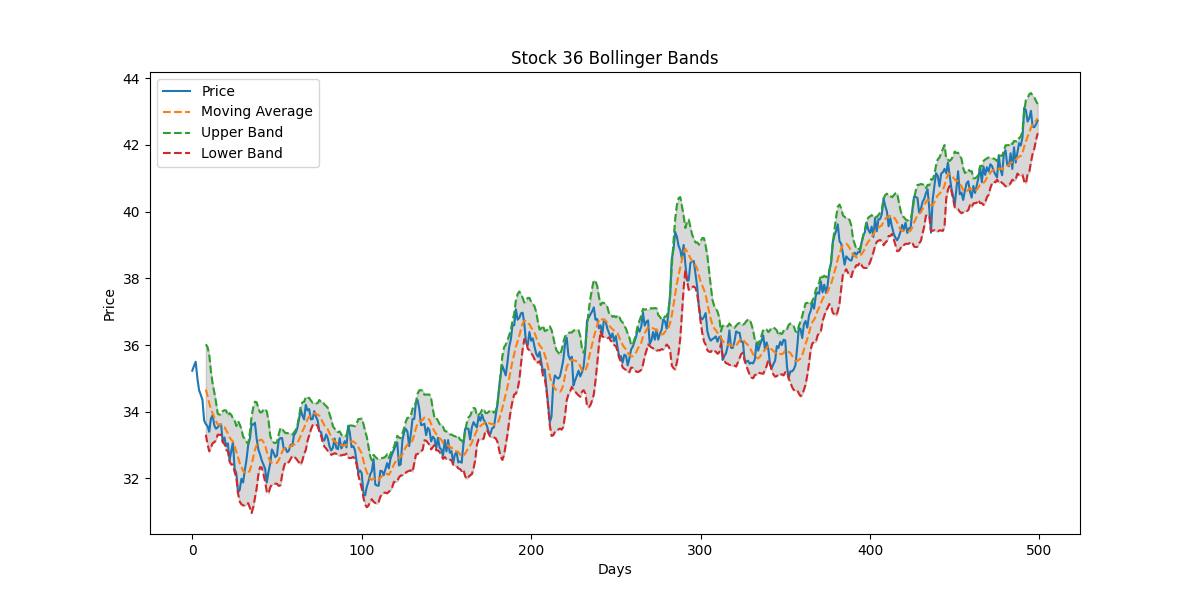 Stock 36 Bollinger Bands
Price
Moving Average
Upper Band
Lower Band
44
42
40
38
36
34
32
Price
0
100
200
300
400
500
Days